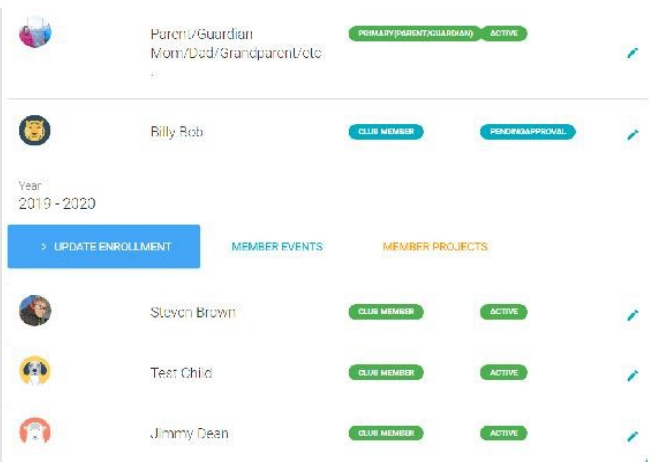 Parent/Guardian PRIMARY(PARENT/GUARDIAN) ACTIVE
Mom/Dad/Grandparent/etc
.
Billy Bob CLUB MEMBER PENDINGAPPROVAL
Year
2019 - 2020
> UPDATE ENROLLMENT MEMBER EVENTS MEMBER PROJECTS
Steven Brown CLUB MEMBER ACTIVE
Test Child CLUB MEMBER ACTIVE
Jimmy Dean CLUB MEMBER ACTIVE